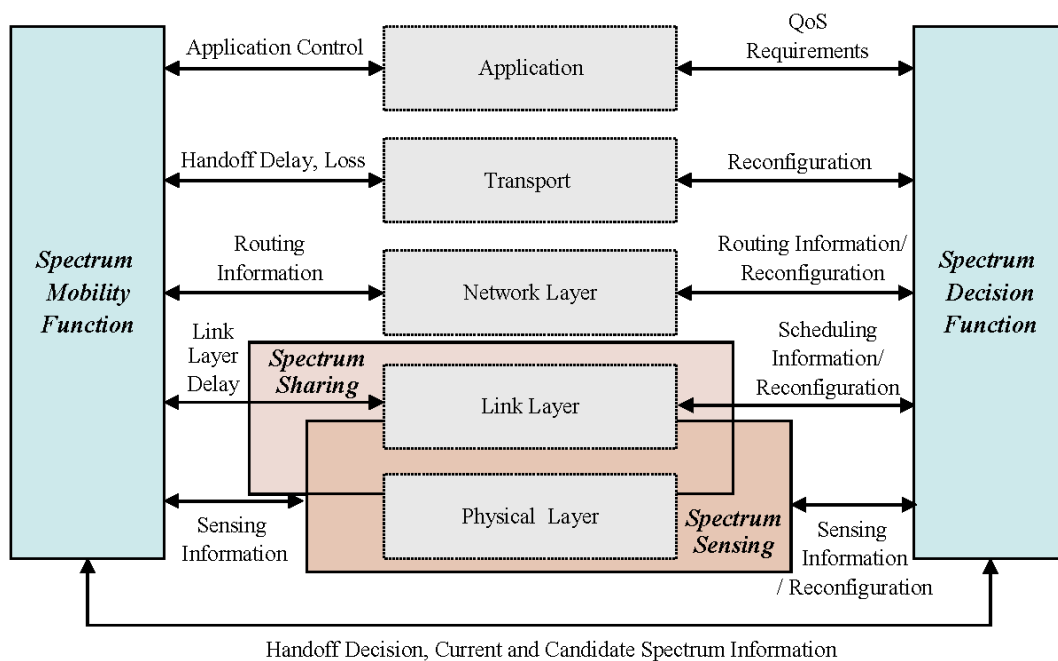 Application Control
Application
QoS
Requirements
Handoff Delay, Loss
Transport
Reconfiguration
Spectrum
Mobility
Function
Routing
Information
Network Layer
Routing Information/
Reconfiguration
Spectrum
Decision
Function
Link
Layer
Delay
Spectrum
Sharing
Link Layer
Scheduling
Information/
Reconfiguration
Sensing
Information
Physical Layer
Spectrum
Sensing
Sensing
Information
/ Reconfiguration
Handoff Decision, Current and Candidate Spectrum Information